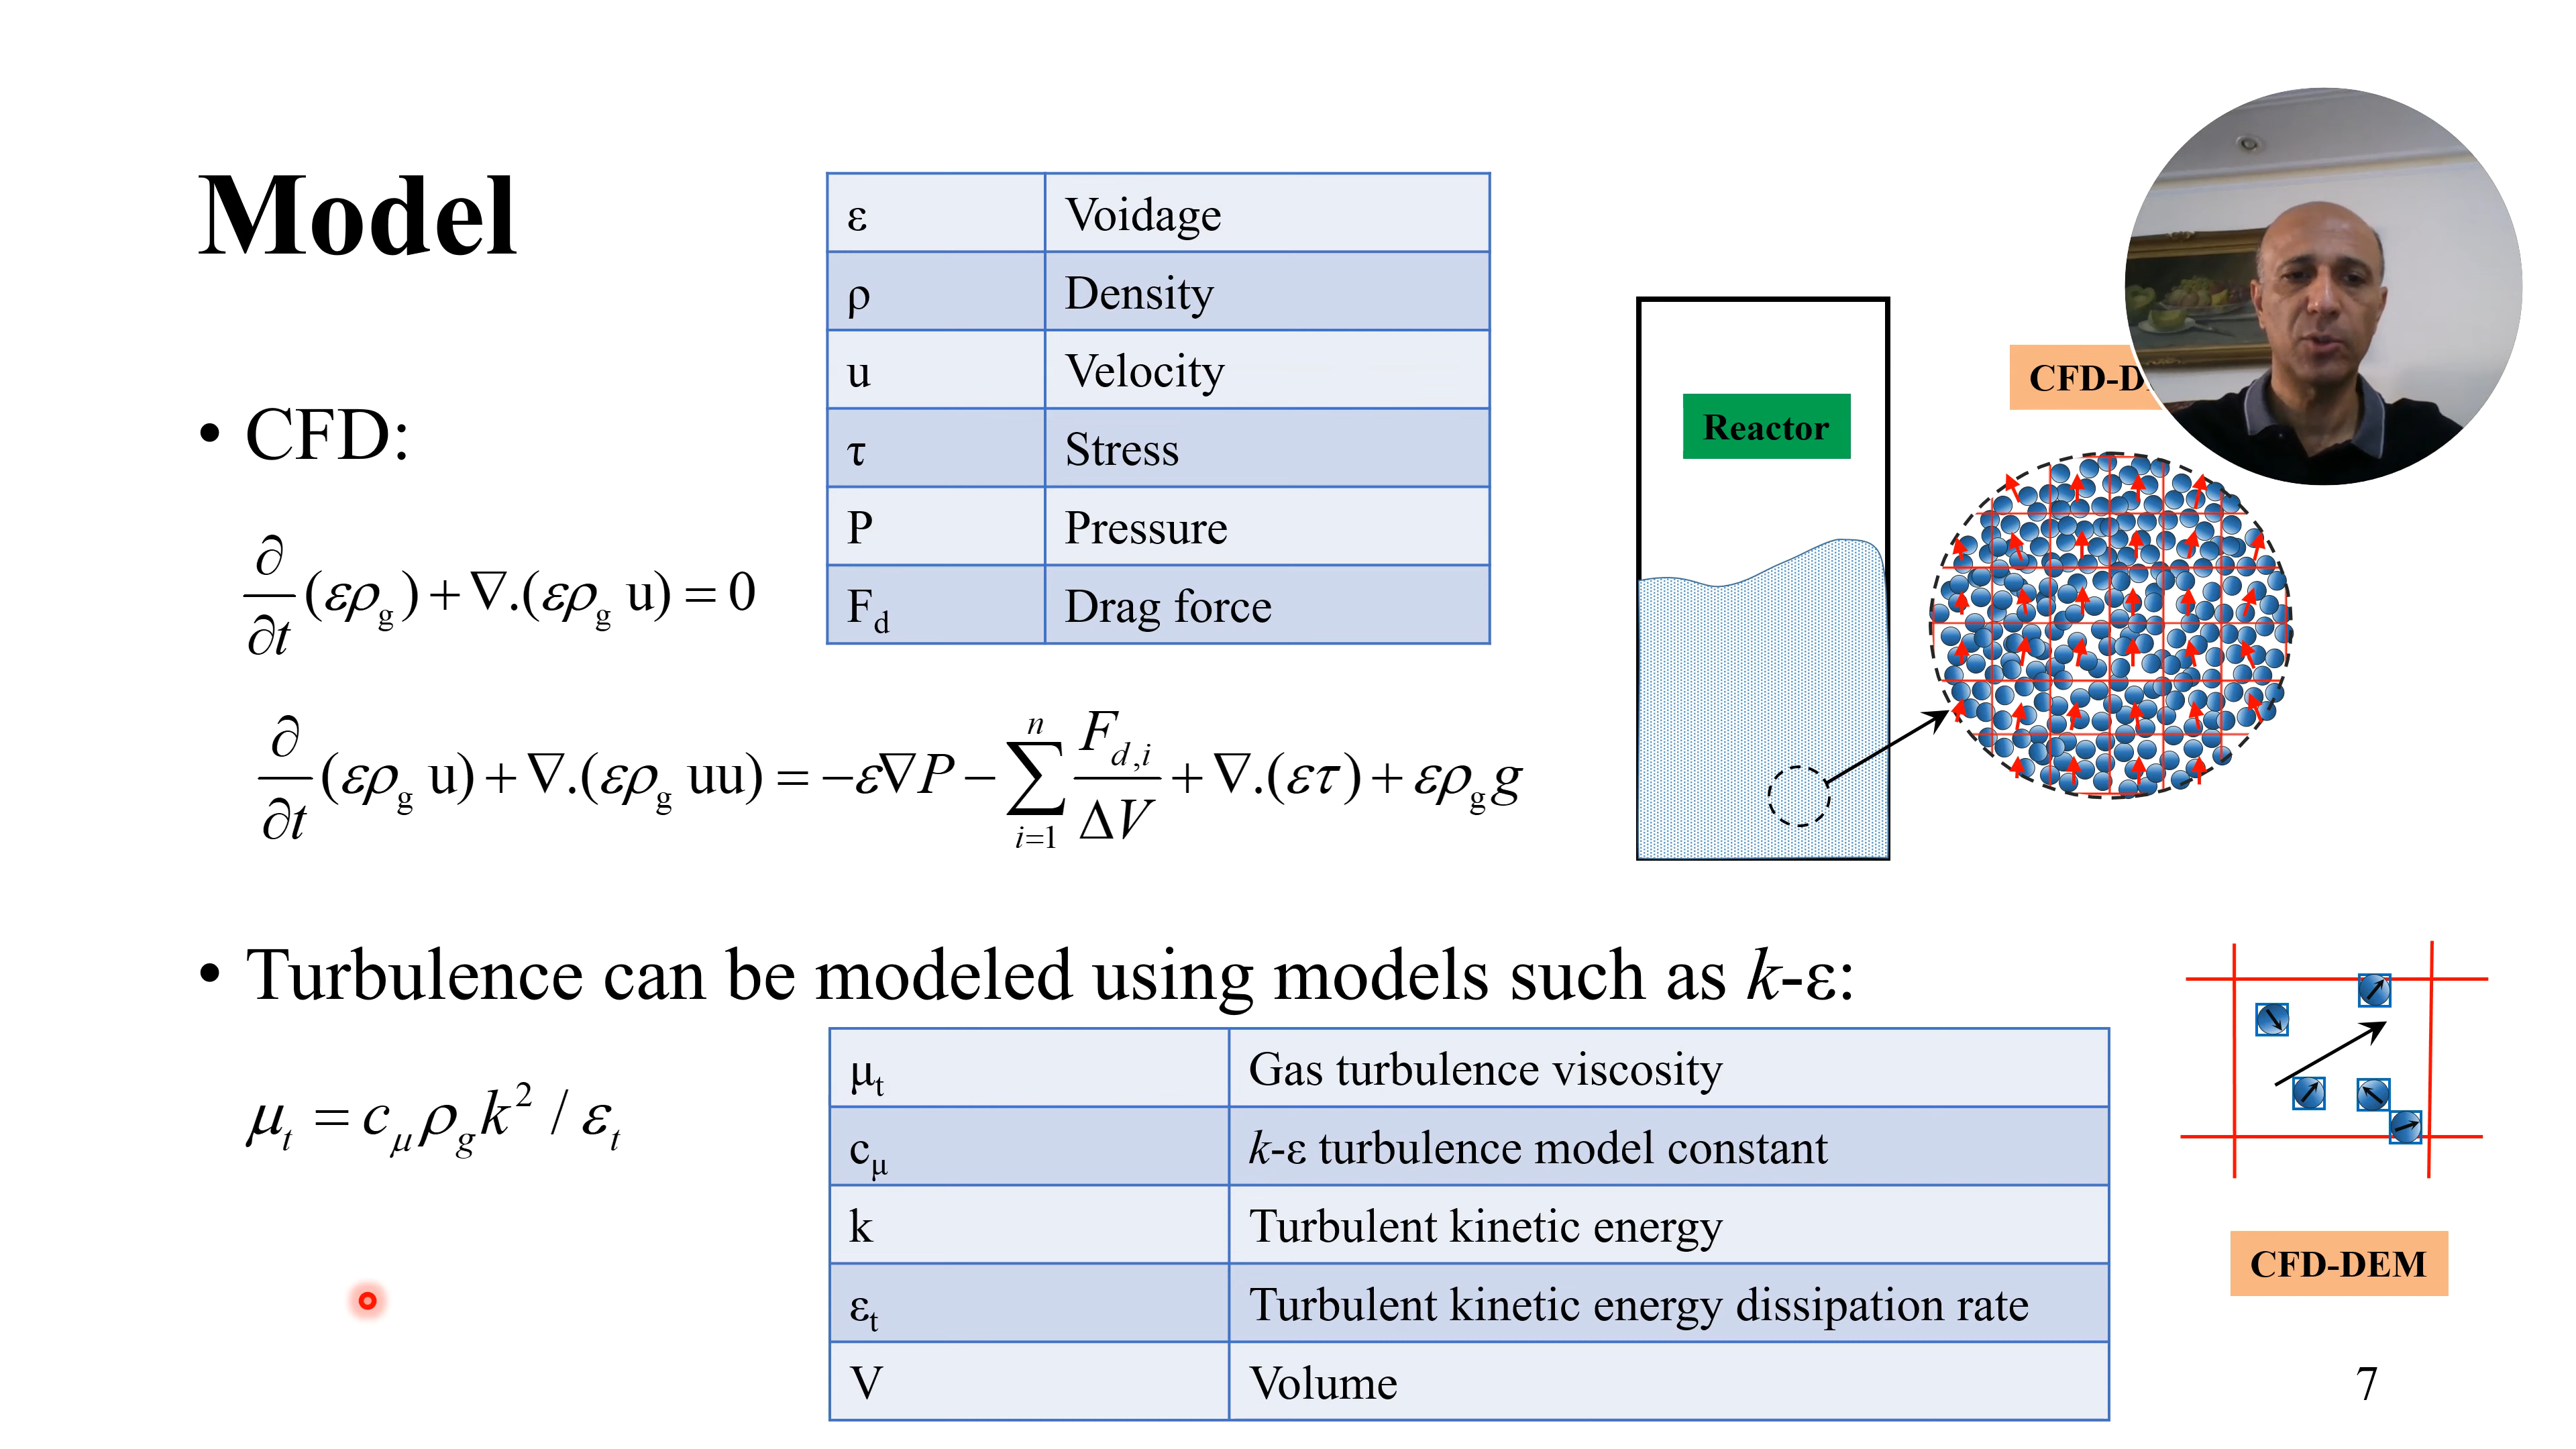 Model
ε Voidage
ρ Density
u Velocity
τ Stress
P Pressure
F_d Drag force
• CFD:
∂/∂t (ερ_g) + ∇.(ερ_g u) = 0
∂/∂t (ερ_g u) + ∇.(ερ_g uu) = −ε∇P − ∑_{i=1}^{n} F_{d,i}/ΔV + ∇.(ετ) + ερ_g g
Reactor
CFD-D
• Turbulence can be modeled using models such as k-ε:
μ_t = c_μ ρ_g k² / ε_t
μ_t Gas turbulence viscosity
c_μ k-ε turbulence model constant
k Turbulent kinetic energy
ε_t Turbulent kinetic energy dissipation rate
V Volume
CFD-DEM
7